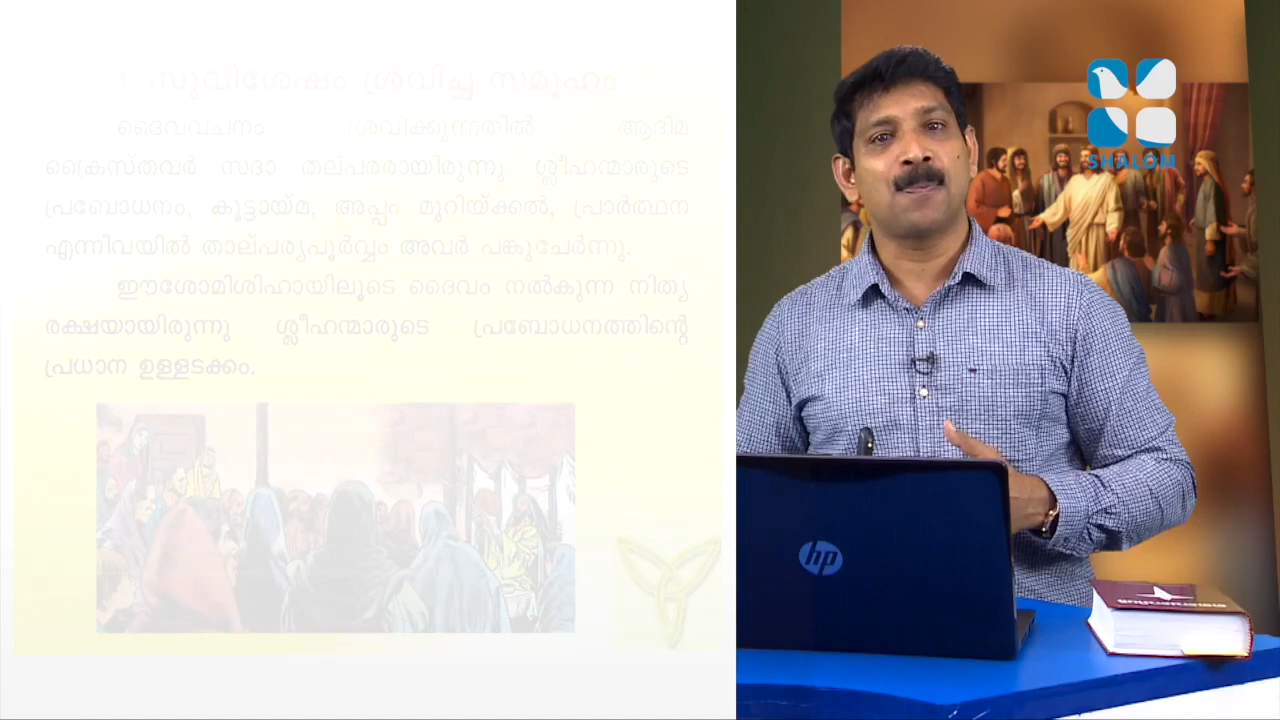 1. സുവിശേഷം ശ്രവിച്ച സമൂഹം
ദൈവവചനം ശ്രവിക്കുന്നതിൽ ആദിമ
ക്രൈസ്തവർ സദാ തല്പരരായിരുന്നു. ശ്ലീഹന്മാരുടെ
പ്രബോധനം, കൂട്ടായ്മ, അപ്പം മുറിയ്ക്കൽ, പ്രാർത്ഥന
എന്നിവയിൽ താല്പര്യപൂർവ്വം അവർ പങ്കുചേർന്നു.
ഈശോമിശിഹായിലൂടെ ദൈവം നൽകുന്ന നിത്യ
രക്ഷയായിരുന്നു ശ്ലീഹന്മാരുടെ പ്രബോധനത്തിന്റെ
പ്രധാന ഉള്ളടക്കം.
SHALOM
hp